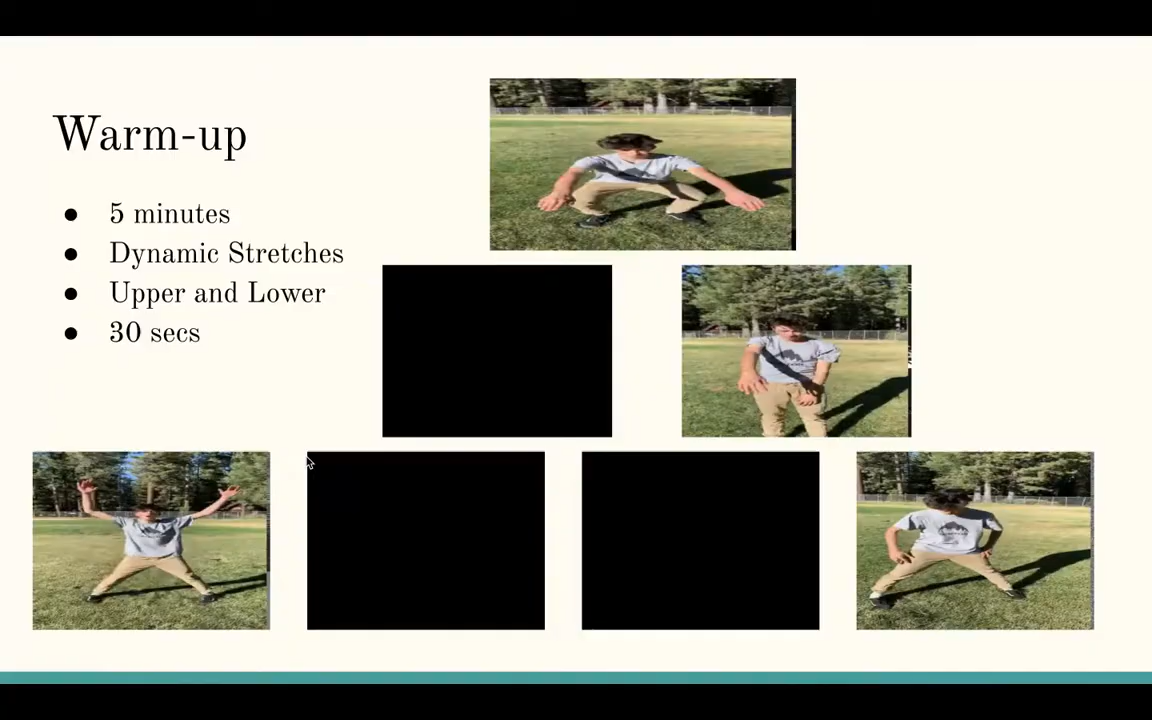 Warm-up
● 5 minutes
● Dynamic Stretches
● Upper and Lower
● 30 secs